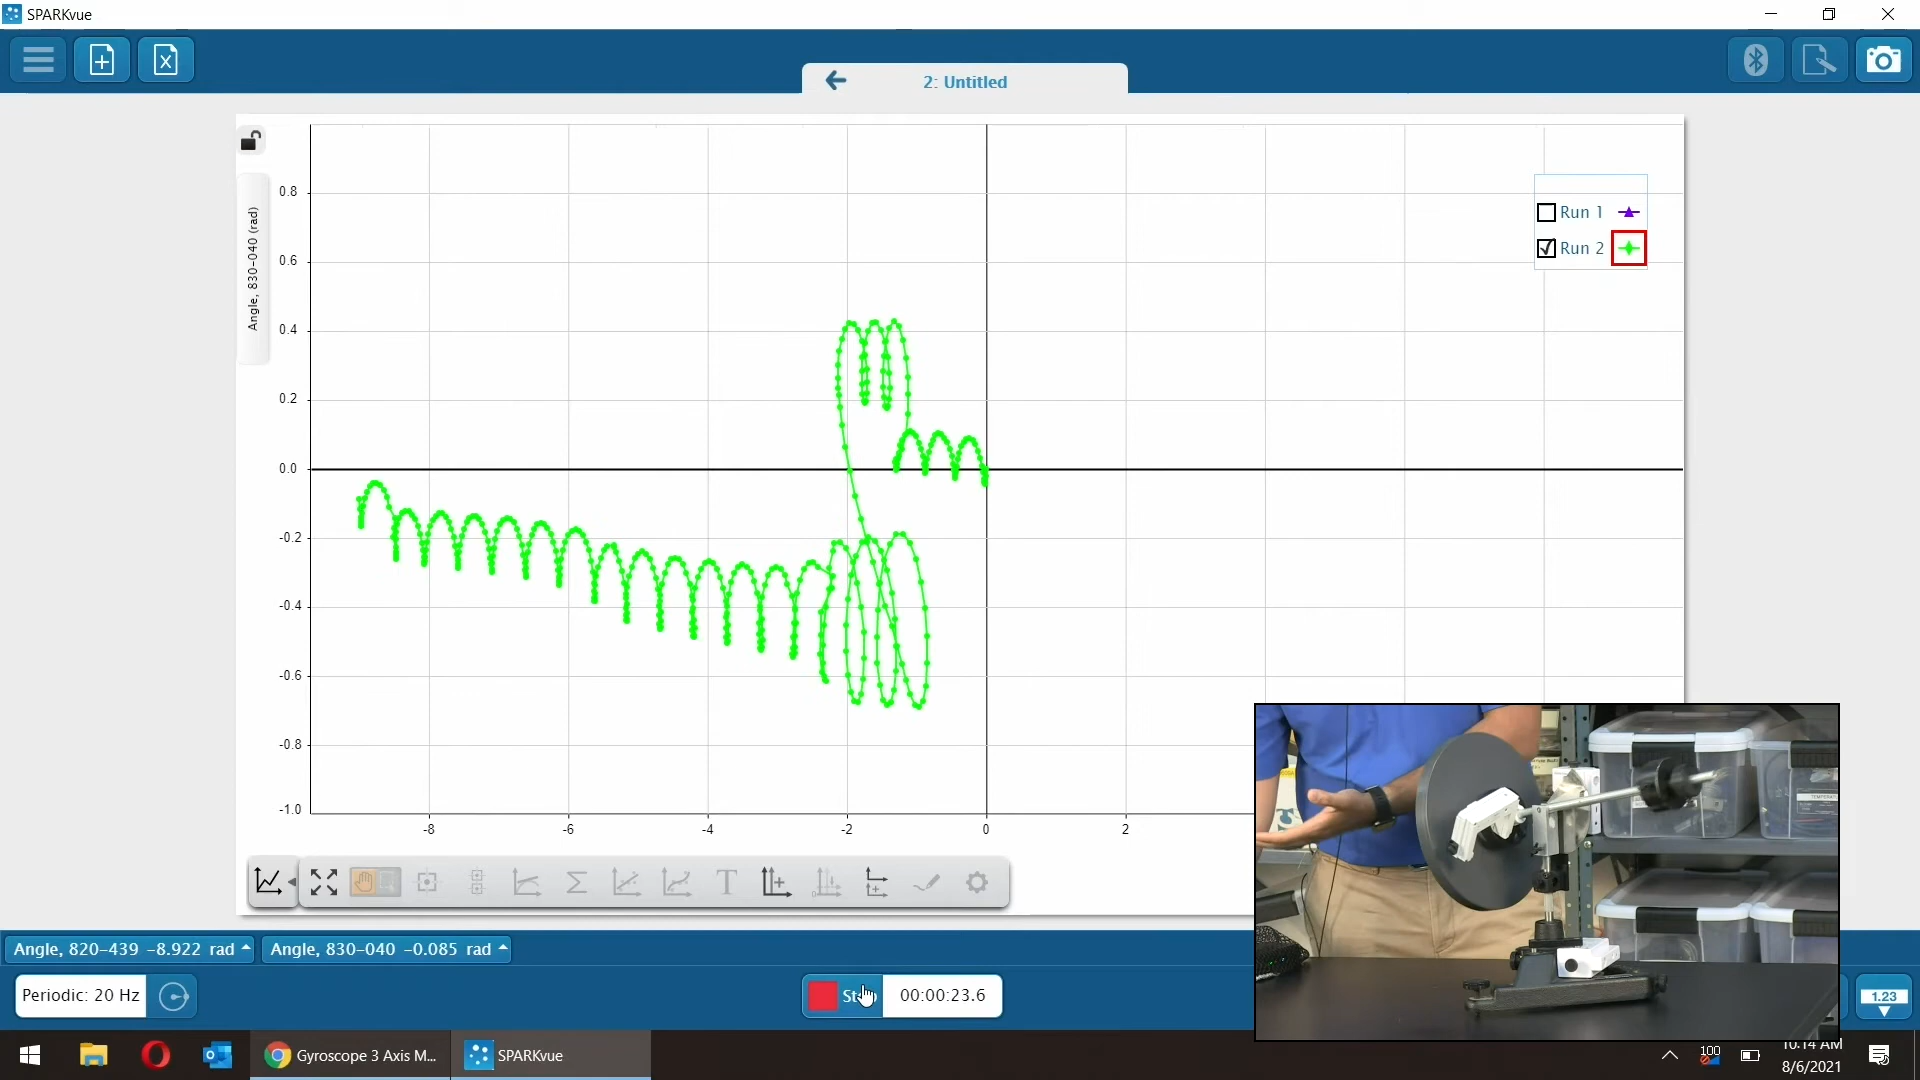 SPARKvue
2: Untitled
Angle, 830-040 (rad)
0.8
0.6
0.4
0.2
0.0
-0.2
-0.4
-0.6
-0.8
-1.0
-8
-6
-4
-2
0
2
Run 1
Run 2
T
Angle, 820-439 -8.922 rad
Angle, 830-040 -0.085 rad
Periodic: 20 Hz
00:00:23.6
1.23
Gyroscope 3 Axis M...
SPARKvue
100
10:14 AM
8/6/2021